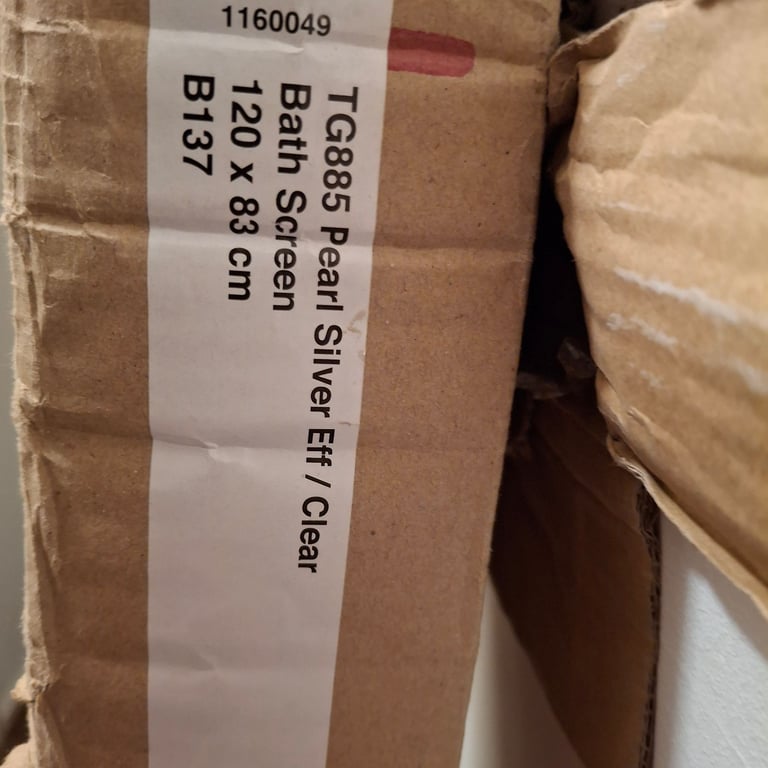 1160049
TG885 Pearl Silver Eff / Clear
Bath Screen
120 x 83 cm
B137